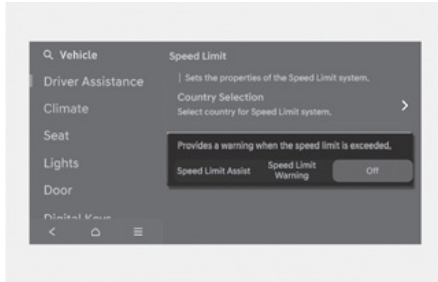 Vehicle
Speed Limit
Driver Assistance
Sets the properties of the Speed Limit system.
Climate
Country Selection
Select country for Speed Limit system.
Seat
Provides a warning when the speed limit is exceeded.
Lights
Speed Limit Assist
Speed Limit
Warning
Off
Door
Digital Keys